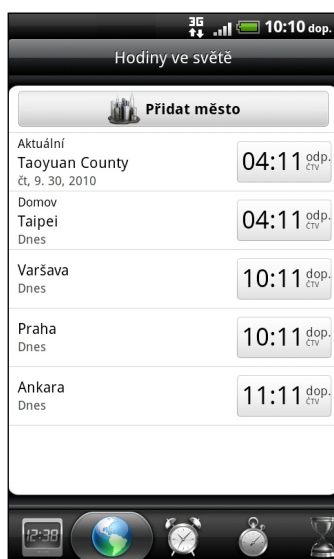 3G 10:10 dop.
Hodiny ve světě
Přidat město
Aktuální
Taoyuan County
čt, 9. 30, 2010
04:11 odp.
ČTV
Domov
Taipei
Dnes
04:11 odp.
ČTV
Varšava
Dnes
10:11 dop.
ČTV
Praha
Dnes
10:11 dop.
ČTV
Ankara
Dnes
11:11 dop.
ČTV
12:38